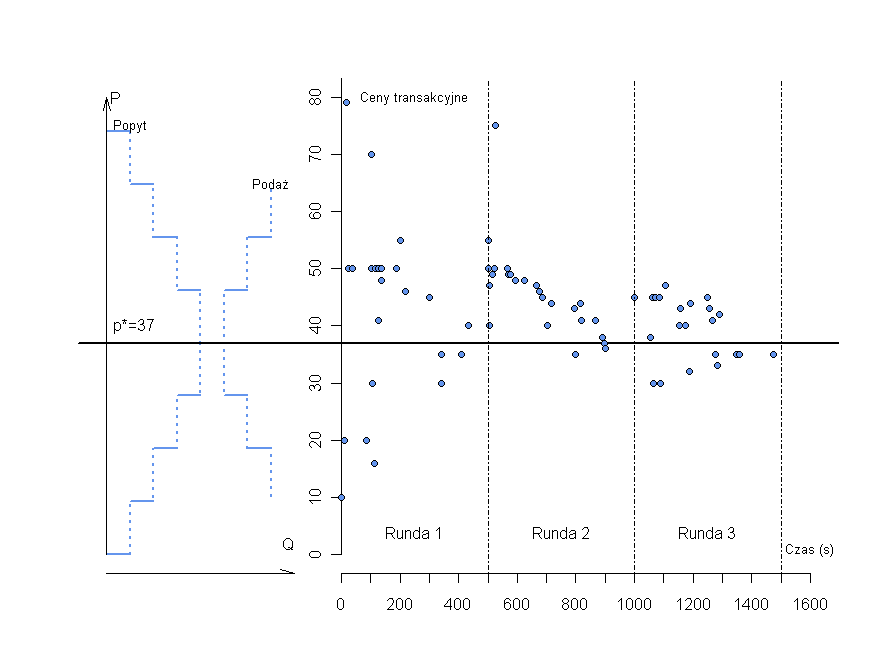 P
Popyt
Podaż
p*=37
Q
Ceny transakcyjne
80
70
60
50
40
30
20
10
0
Runda 1
Runda 2
Runda 3
Czas (s)
0 200 400 600 800 1000 1200 1400 1600